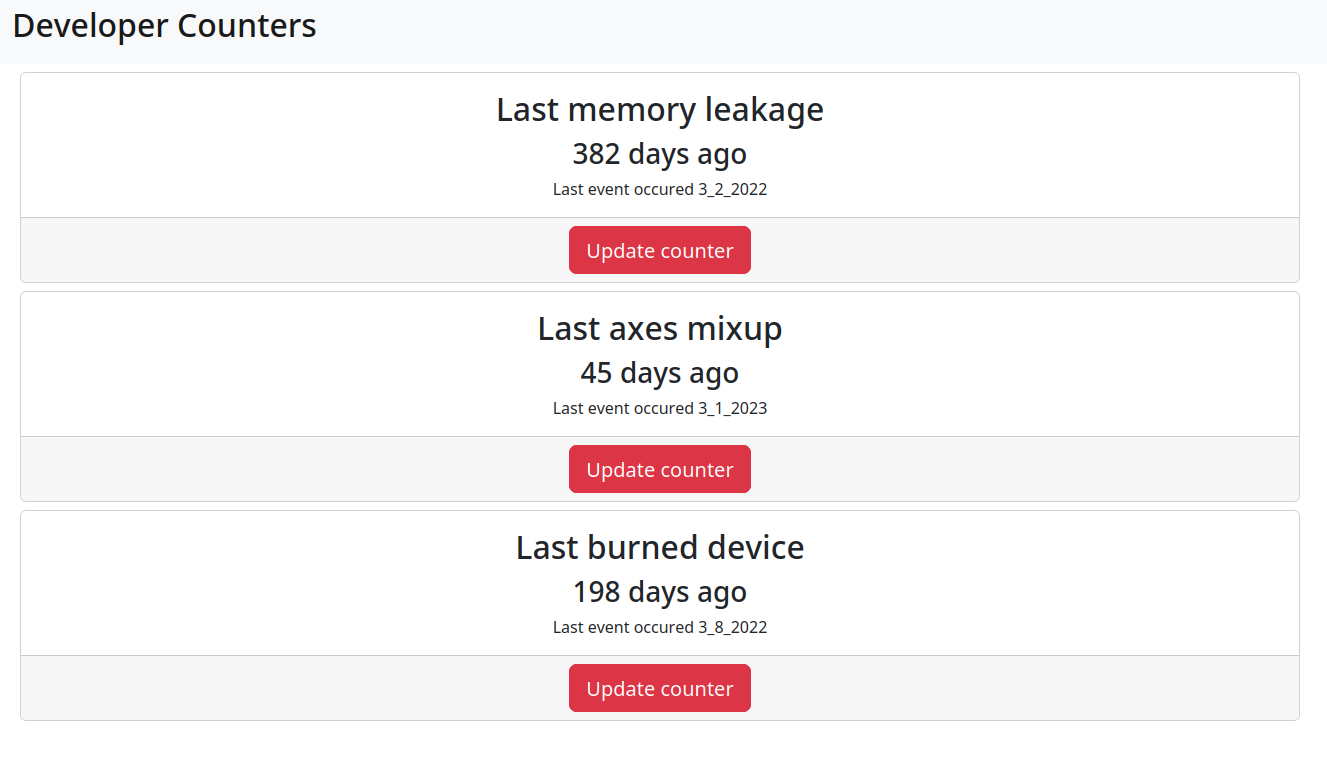 Developer Counters
Last memory leakage
382 days ago
Last event occured 3_2_2022
Update counter
Last axes mixup
45 days ago
Last event occured 3_1_2023
Update counter
Last burned device
198 days ago
Last event occured 3_8_2022
Update counter